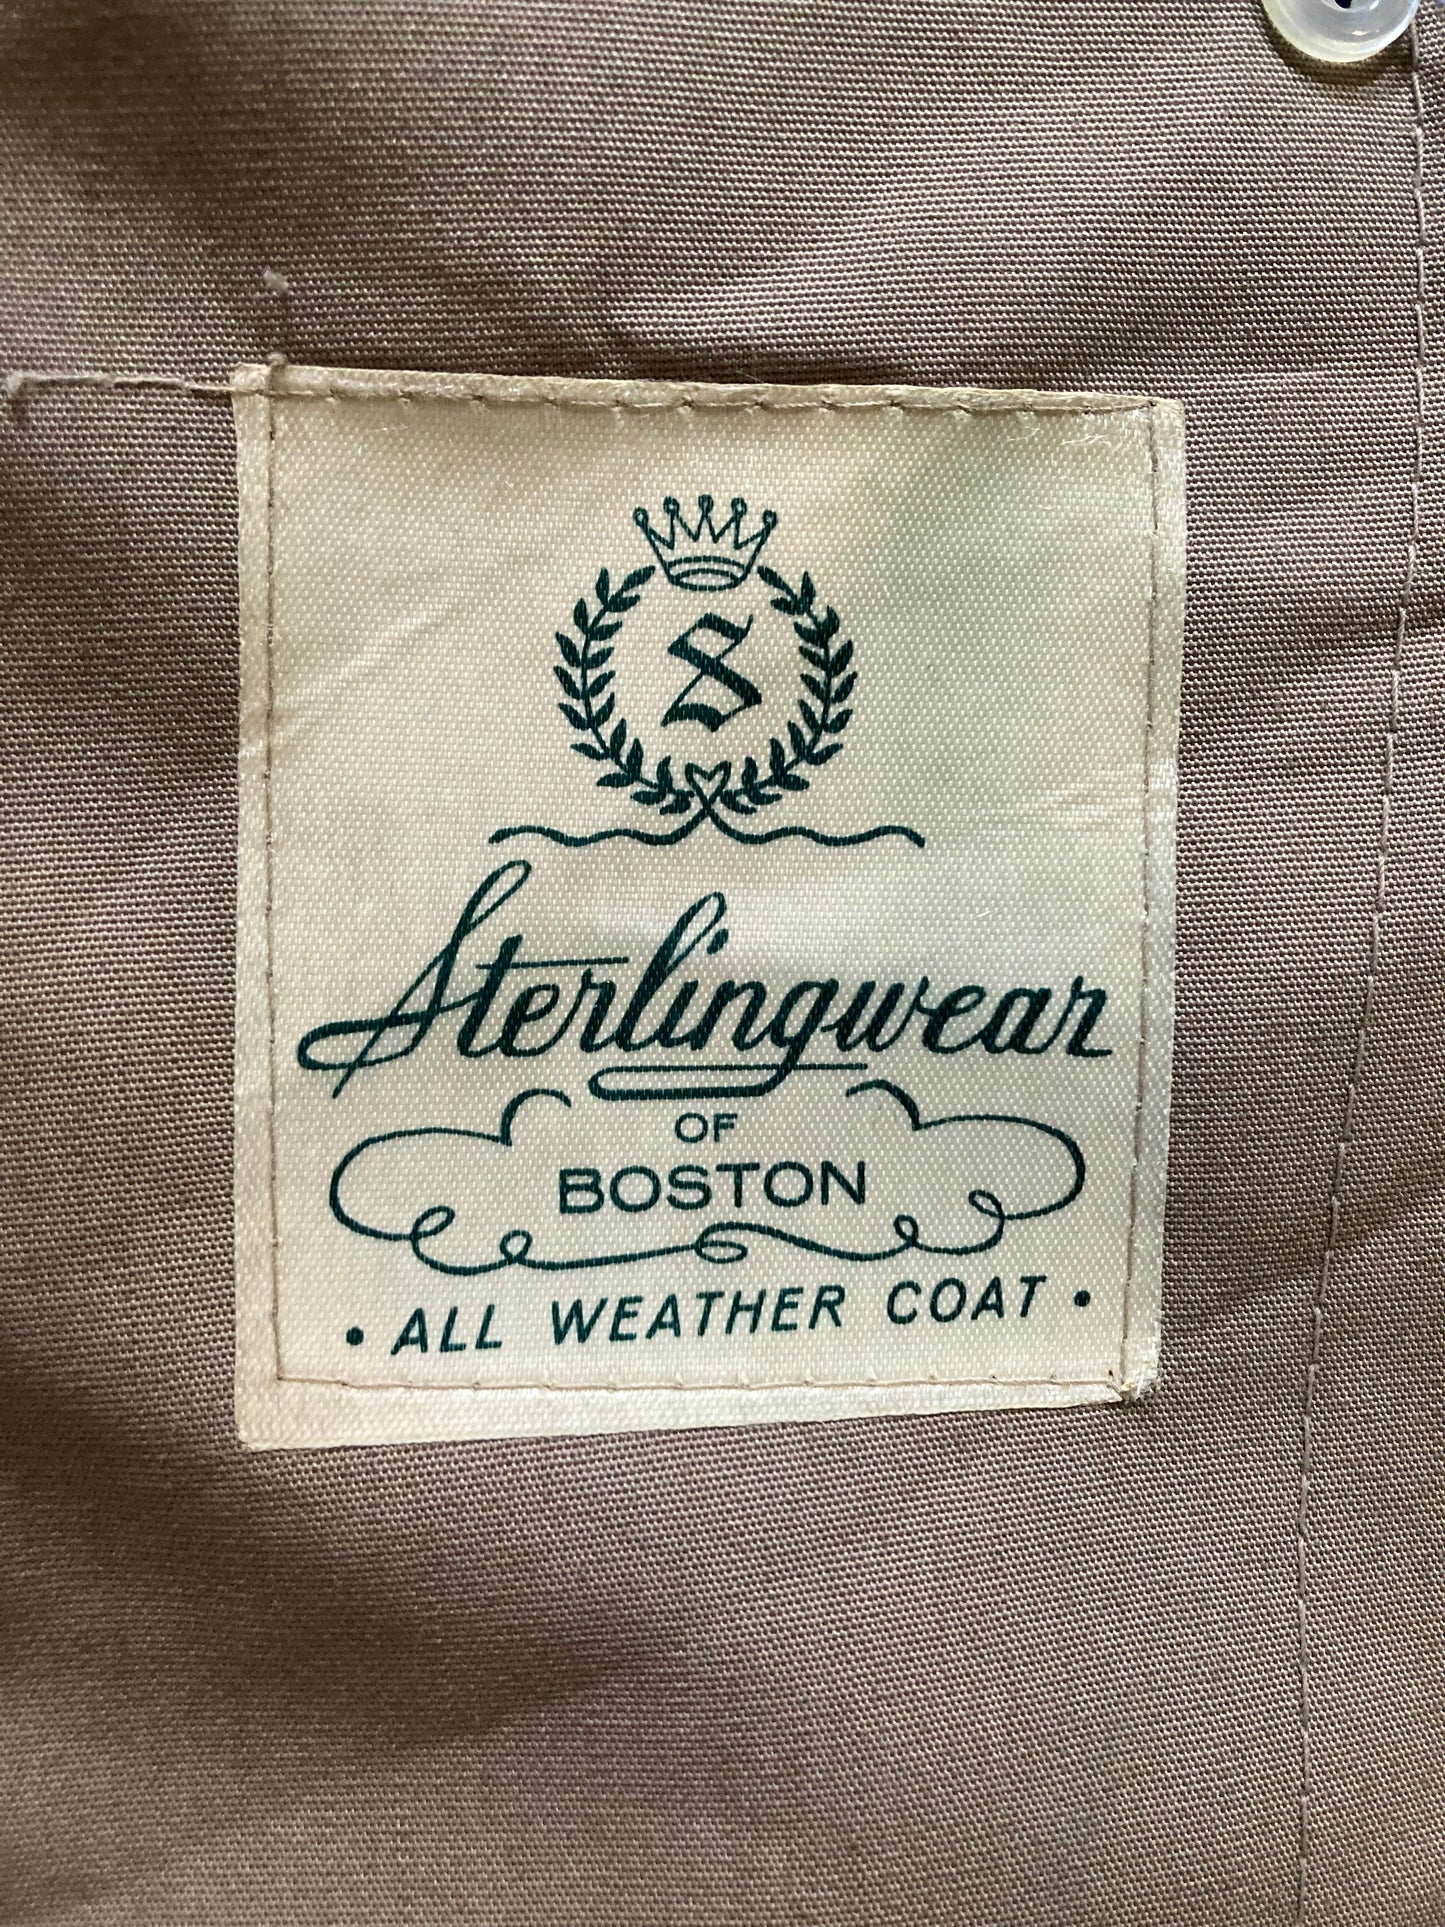 S
Sterlingwear
OF
BOSTON
• ALL WEATHER COAT •